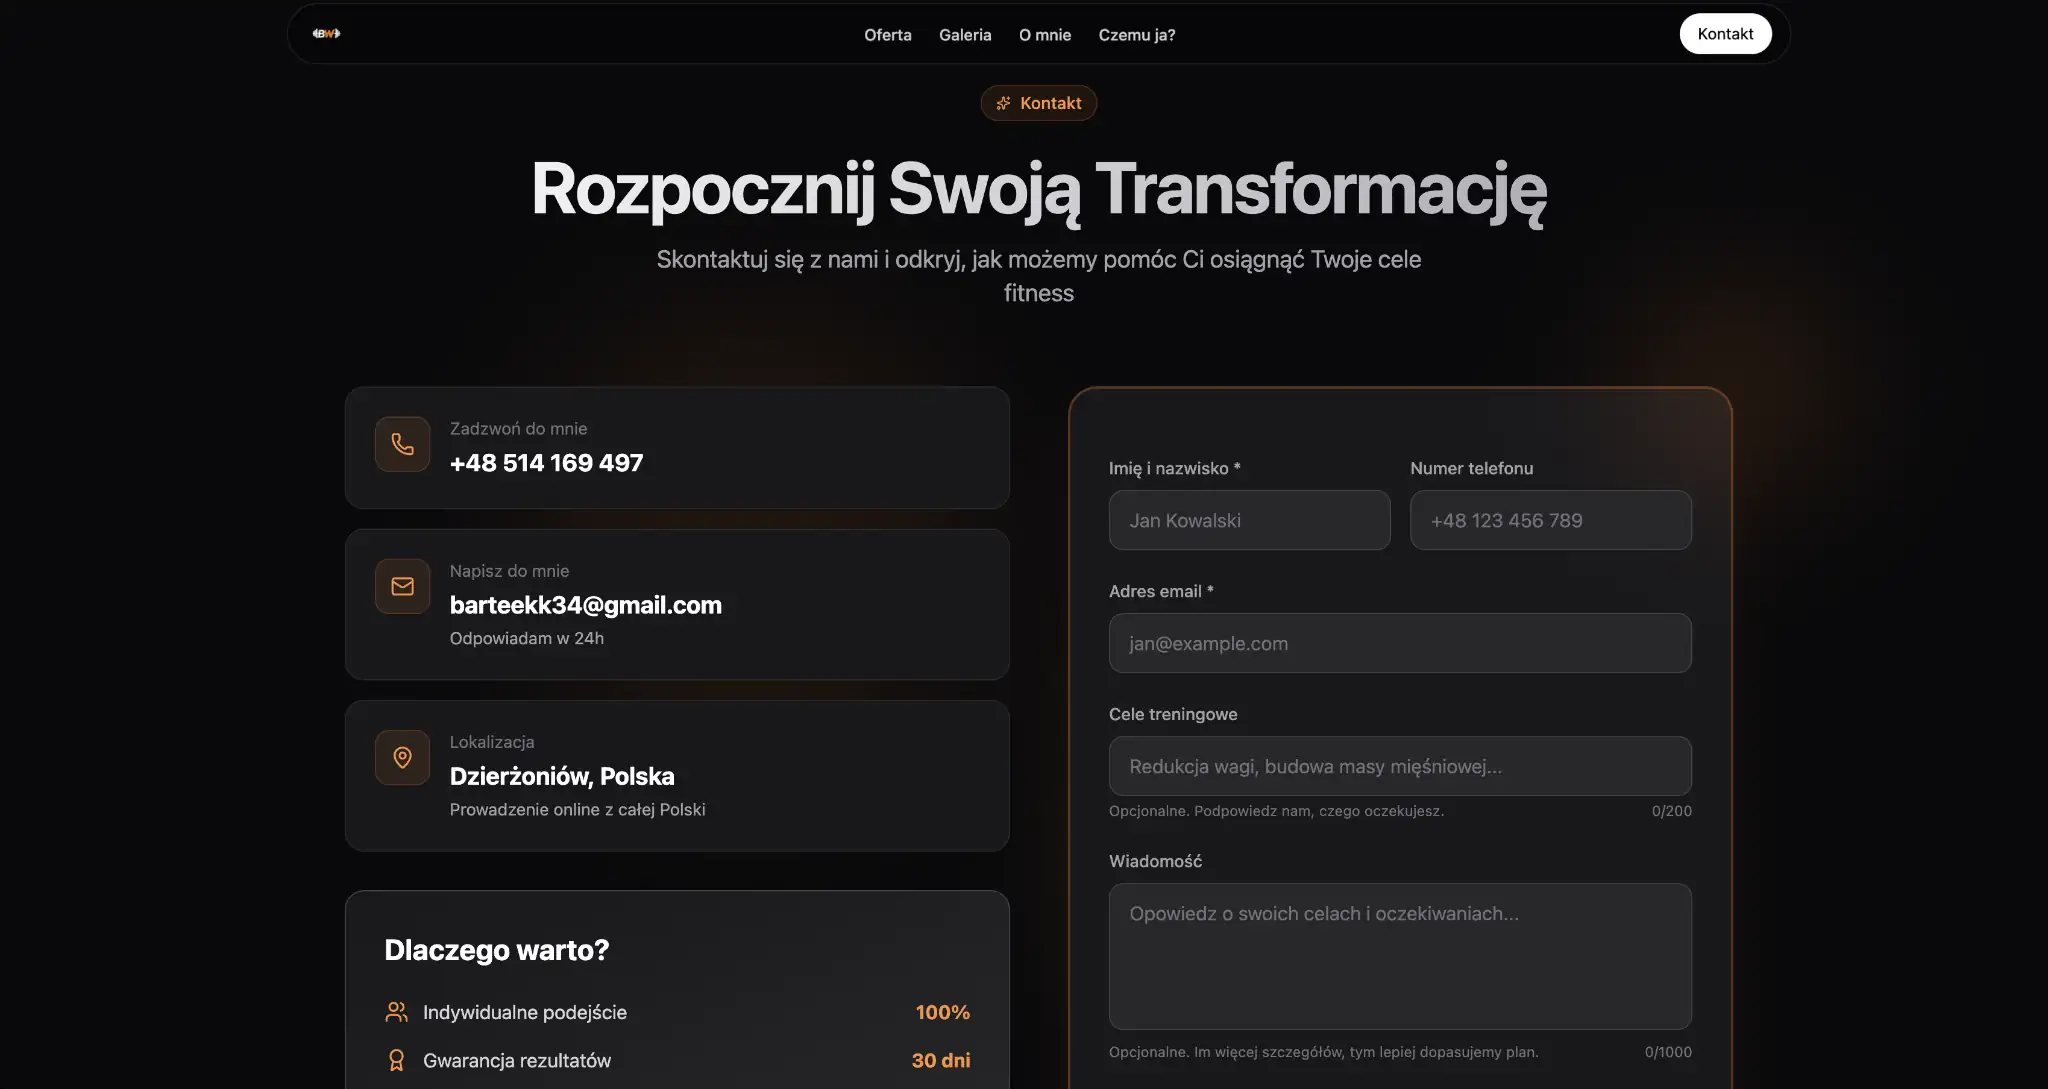 BW
Oferta
Galeria
O mnie
Czemu ja?
Kontakt
Kontakt
Rozpocznij Swoją Transformację
Skontaktuj się z nami i odkryj, jak możemy pomóc Ci osiągnąć Twoje cele
fitness
Zadzwoń do mnie
+48 514 169 497
Napisz do mnie
barteekk34@gmail.com
Odpowiadam w 24h
Lokalizacja
Dzierżoniów, Polska
Prowadzenie online z całej Polski
Dlaczego warto?
Indywidualne podejście 100%
Gwarancja rezultatów 30 dni
Imię i nazwisko *
Jan Kowalski
Numer telefonu
+48 123 456 789
Adres email *
jan@example.com
Cele treningowe
Redukcja wagi, budowa masy mięśniowej...
Opcjonalne. Podpowiedz nam, czego oczekujesz. 0/200
Wiadomość
Opowiedz o swoich celach i oczekiwaniach...
Opcjonalne. Im więcej szczegółów, tym lepiej dopasujemy plan. 0/1000